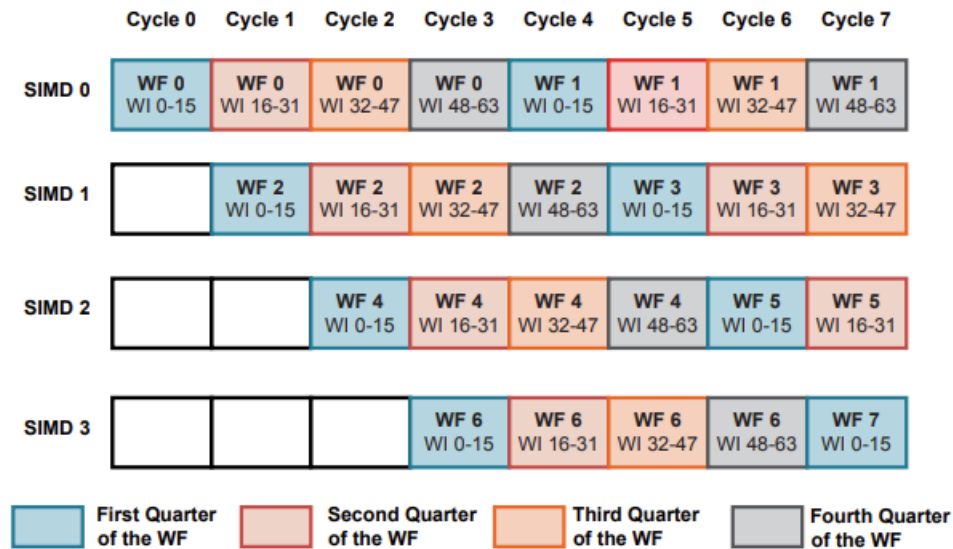 Cycle 0 Cycle 1 Cycle 2 Cycle 3 Cycle 4 Cycle 5 Cycle 6 Cycle 7
SIMD 0
WF 0 WF 0 WF 0 WF 0 WF 1 WF 1 WF 1 WF 1
WI 0-15 WI 16-31 WI 32-47 WI 48-63 WI 0-15 WI 16-31 WI 32-47 WI 48-63
SIMD 1
WF 2 WF 2 WF 2 WF 2 WF 3 WF 3 WF 3
WI 0-15 WI 16-31 WI 32-47 WI 48-63 WI 0-15 WI 16-31 WI 32-47
SIMD 2
WF 4 WF 4 WF 4 WF 4 WF 5 WF 5
WI 0-15 WI 16-31 WI 32-47 WI 48-63 WI 0-15 WI 16-31
SIMD 3
WF 6 WF 6 WF 6 WF 6 WF 7
WI 0-15 WI 16-31 WI 32-47 WI 48-63 WI 0-15
First Quarter
of the WF
Second Quarter
of the WF
Third Quarter
of the WF
Fourth Quarter
of the WF